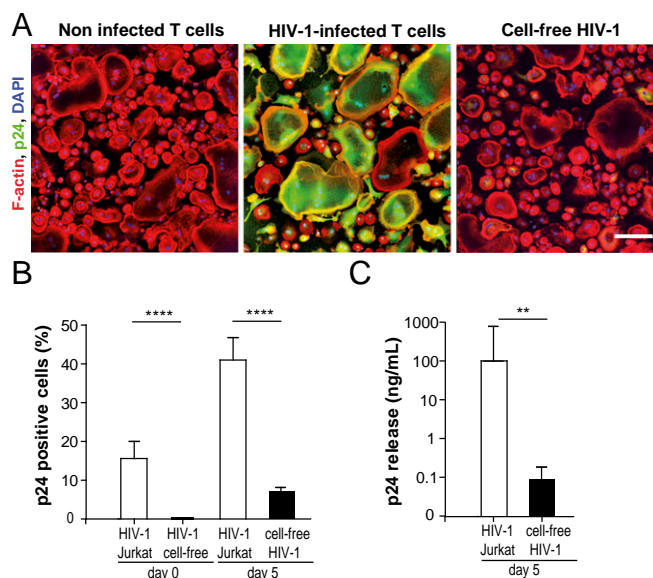 A
Non infected T cells
HIV-1-infected T cells
Cell-free HIV-1
F-actin, p24, DAPI
B
p24 positive cells (%)
50
40
30
20
10
0
****
****
HIV-1 HIV-1 HIV-1 cell-free
Jurkat cell-free Jurkat HIV-1
day 0 day 5
C
p24 release (ng/mL)
1000
100
10
1
0.1
0
**
HIV-1 cell-free
Jurkat HIV-1
day 5